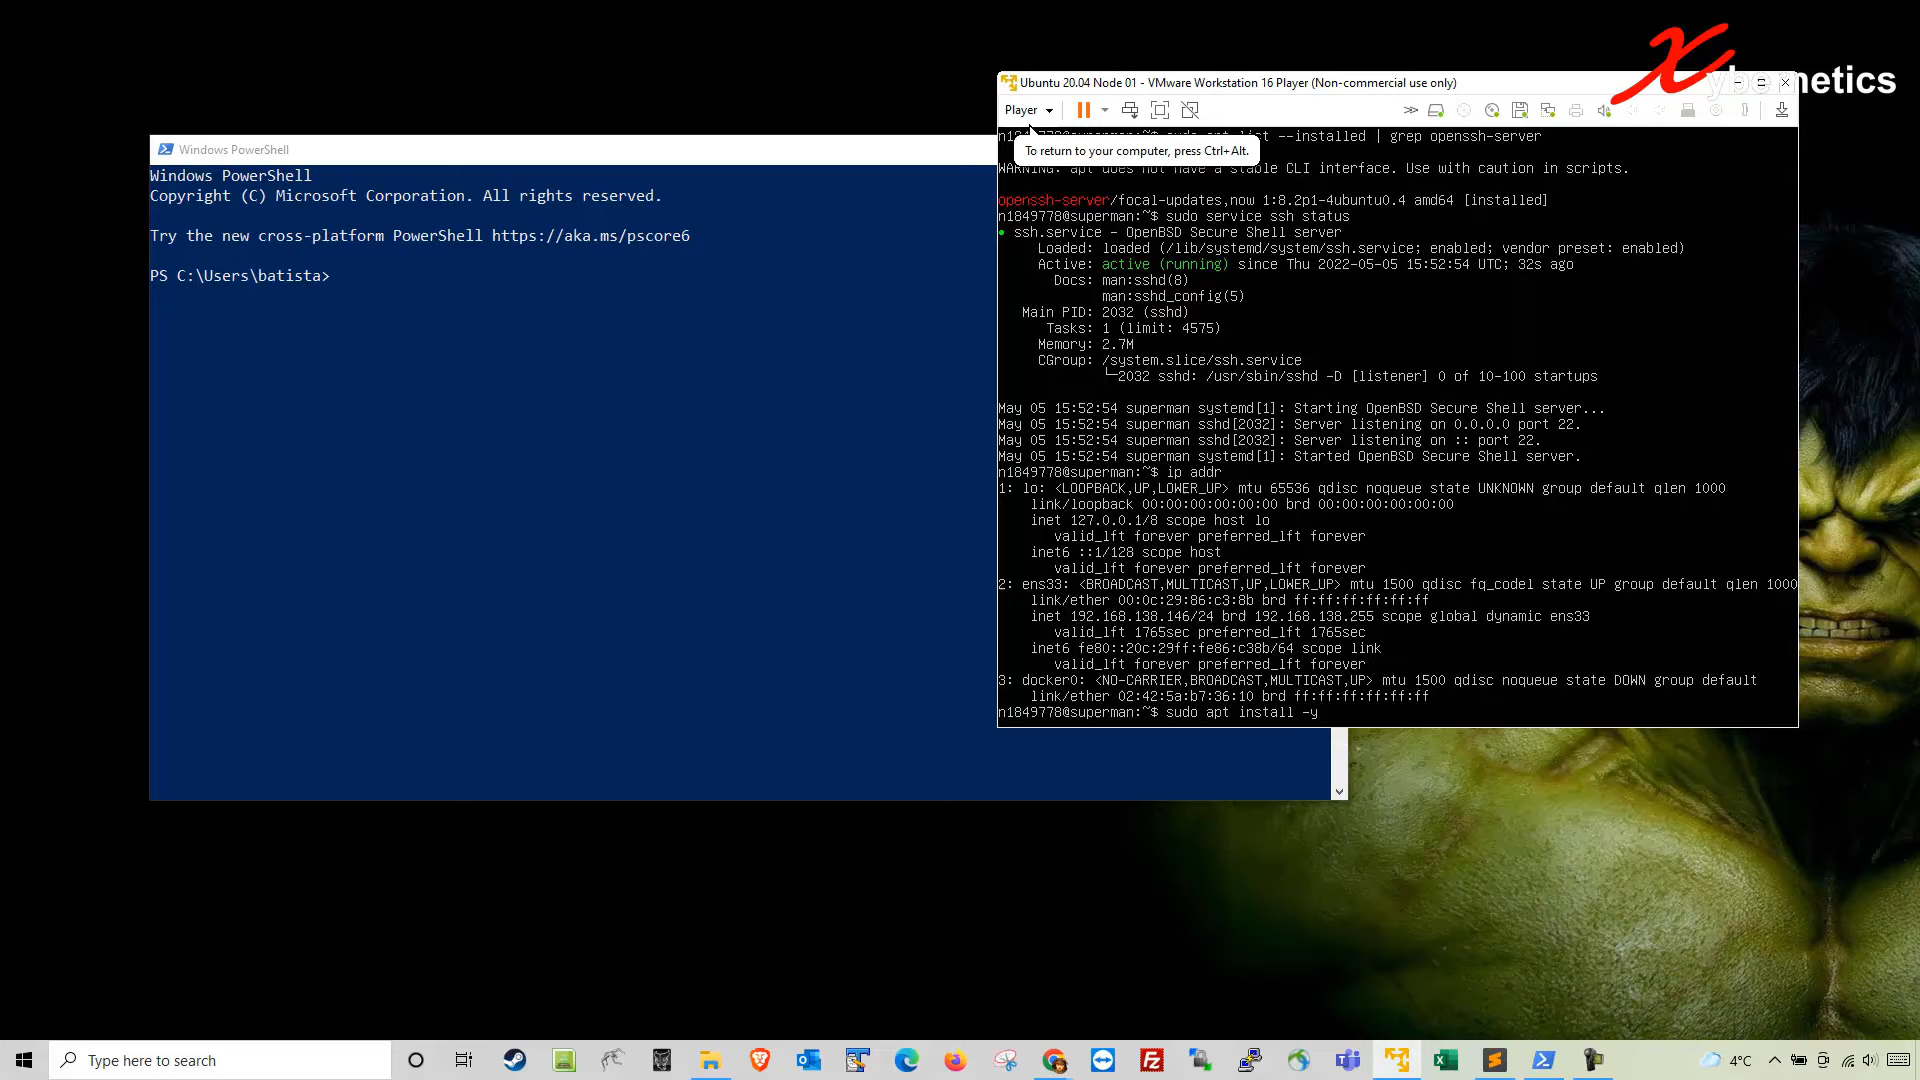 Xybernetics
Ubuntu 20.04 Node 01 - VMware Workstation 16 Player (Non-commercial use only)
Player
To return to your computer, press Ctrl+Alt.
Windows PowerShell
Windows PowerShell
Copyright (C) Microsoft Corporation. All rights reserved.
Try the new cross-platform PowerShell https://aka.ms/pscore6
PS C:\Users\batista>
n1849778@superman:~$ sudo apt list --installed | grep openssh-server
WARNING: apt does not have a stable CLI interface. Use with caution in scripts.
openssh-server/focal-updates,now 1:8.2p1-4ubuntu0.4 amd64 [installed]
n1849778@superman:~$ sudo service ssh status
● ssh.service - OpenBSD Secure Shell server
Loaded: loaded (/lib/systemd/system/ssh.service; enabled; vendor preset: enabled)
Active: active (running) since Thu 2022-05-05 15:52:54 UTC; 32s ago
Docs: man:sshd(8)
man:sshd_config(5)
Main PID: 2032 (sshd)
Tasks: 1 (limit: 4575)
Memory: 2.7M
CGroup: /system.slice/ssh.service
└─2032 sshd: /usr/sbin/sshd -D [listener] 0 of 10-100 startups
May 05 15:52:54 superman systemd[1]: Starting OpenBSD Secure Shell server...
May 05 15:52:54 superman sshd[2032]: Server listening on 0.0.0.0 port 22.
May 05 15:52:54 superman sshd[2032]: Server listening on :: port 22.
May 05 15:52:54 superman systemd[1]: Started OpenBSD Secure Shell server.
n1849778@superman:~$ ip addr
1: lo: <LOOPBACK,UP,LOWER_UP> mtu 65536 qdisc noqueue state UNKNOWN group default qlen 1000
link/loopback 00:00:00:00:00:00 brd 00:00:00:00:00:00
inet 127.0.0.1/8 scope host lo
valid_lft forever preferred_lft forever
inet6 ::1/128 scope host
valid_lft forever preferred_lft forever
2: ens33: <BROADCAST,MULTICAST,UP,LOWER_UP> mtu 1500 qdisc fq_codel state UP group default qlen 1000
link/ether 00:0c:29:86:c3:8b brd ff:ff:ff:ff:ff:ff
inet 192.168.138.146/24 brd 192.168.138.255 scope global dynamic ens33
valid_lft 1765sec preferred_lft 1765sec
inet6 fe80::20c:29ff:fe86:c38b/64 scope link
valid_lft forever preferred_lft forever
3: docker0: <NO-CARRIER,BROADCAST,MULTICAST,UP> mtu 1500 qdisc noqueue state DOWN group default
link/ether 02:42:5a:b7:36:10 brd ff:ff:ff:ff:ff:ff
n1849778@superman:~$ sudo apt install -y
Type here to search
4°C